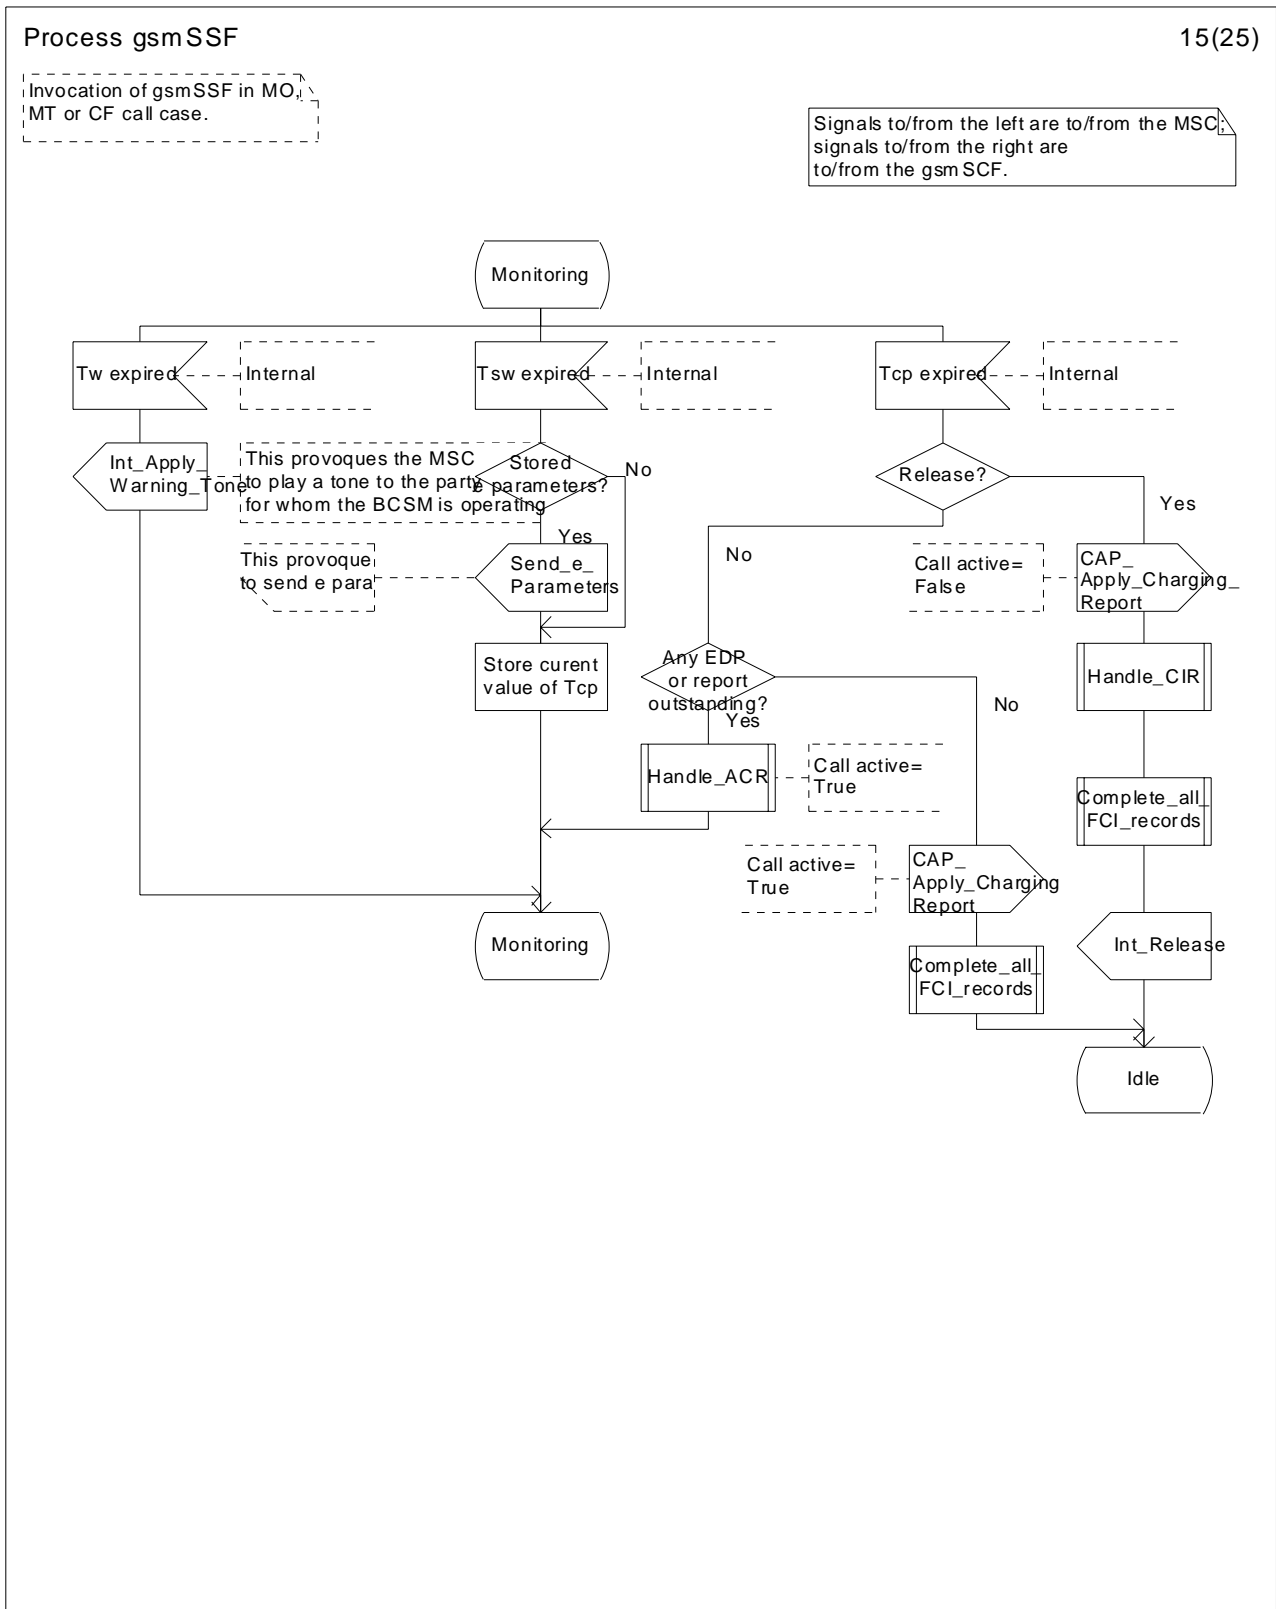 Process gsmSSF
15(25)
Invocation of gsmSSF in MO,
MT or CF call case.
Signals to/from the left are to/from the MSC;
signals to/from the right are
to/from the gsmSCF.
Monitoring
Tw expired
Internal
Tsw expired
Internal
Tcp expired
Internal
Int_Apply_
Warning_Tone
This provoques the MSC
to play a tone to the party
for whom the BCSM is operating
Stored
e parameters?
No
Release?
Yes
Yes
No
This provoque
to send e para
Send_e_
Parameters
Call active=
False
CAP_
Apply_Charging_
Report
Store curent
value of Tcp
Any EDP
or report
outstanding?
Handle_CIR
No
Yes
Handle_ACR
Call active=
True
Complete_all_
FCI_records
Call active=
True
CAP_
Apply_Charging
Report
Monitoring
Complete_all_
FCI_records
Int_Release
Idle